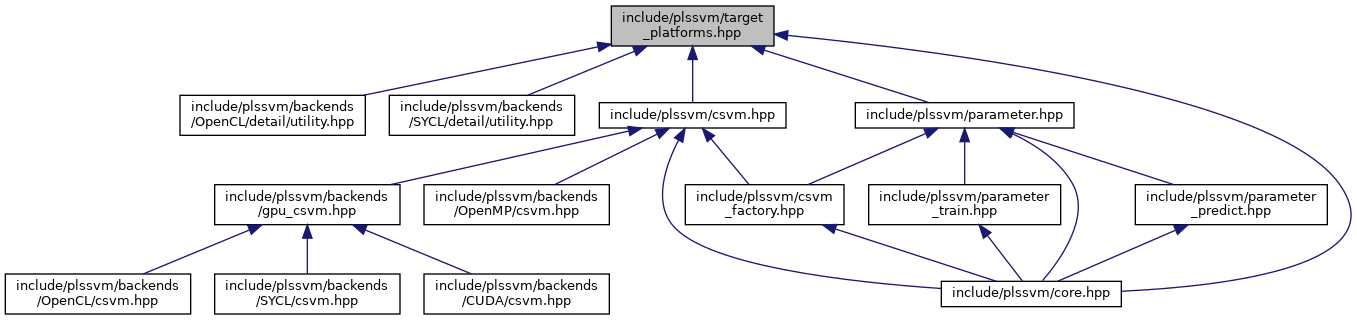 include/plssvm/target
_platforms.hpp
include/plssvm/backends
/OpenCL/detail/utility.hpp
include/plssvm/backends
/SYCL/detail/utility.hpp
include/plssvm/csvm.hpp
include/plssvm/parameter.hpp
include/plssvm/backends
/gpu_csvm.hpp
include/plssvm/backends
/OpenMP/csvm.hpp
include/plssvm/csvm
_factory.hpp
include/plssvm/parameter
_train.hpp
include/plssvm/parameter
_predict.hpp
include/plssvm/backends
/OpenCL/csvm.hpp
include/plssvm/backends
/SYCL/csvm.hpp
include/plssvm/backends
/CUDA/csvm.hpp
include/plssvm/core.hpp